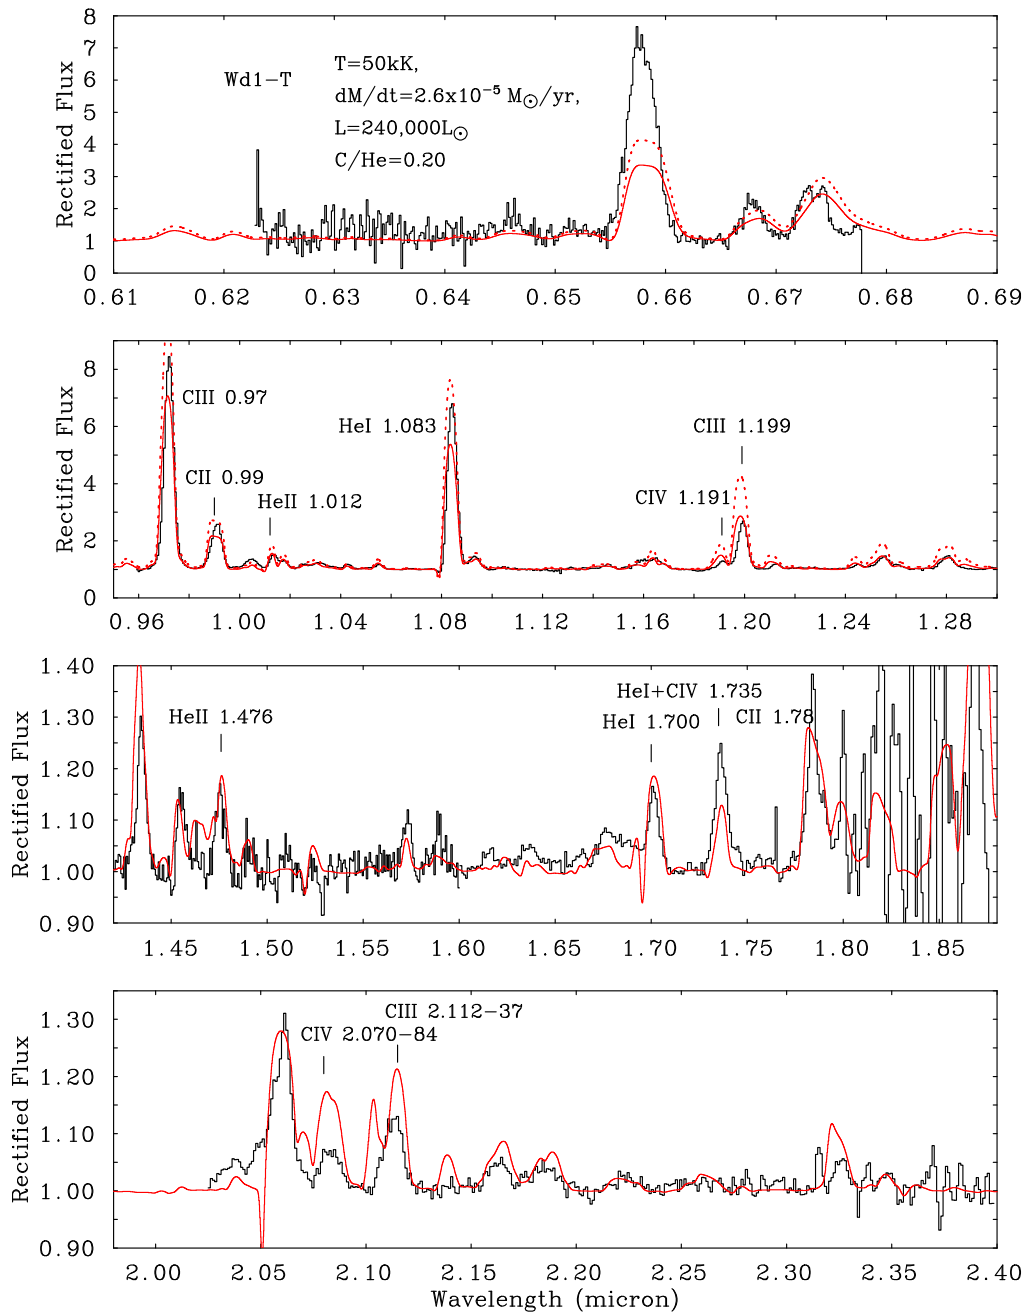 8
7
6
5
4
3
2
1
0
Rectified Flux
Wd1−T
T=50kK,
dM/dt=2.6x10⁻⁵ M⊙/yr,
L=240,000L⊙
C/He=0.20
0.61 0.62 0.63 0.64 0.65 0.66 0.67 0.68 0.69
8
6
4
2
0
Rectified Flux
CIII 0.97
CII 0.99
HeII 1.012
HeI 1.083
CIII 1.199
CIV 1.191
0.96 1.00 1.04 1.08 1.12 1.16 1.20 1.24 1.28
1.40
1.30
1.20
1.10
1.00
0.90
Rectified Flux
HeII 1.476
HeI+CIV 1.735
HeI 1.700
CII 1.78
1.45 1.50 1.55 1.60 1.65 1.70 1.75 1.80 1.85
1.30
1.20
1.10
1.00
0.90
Rectified Flux
CIII 2.112−37
CIV 2.070−84
2.00 2.05 2.10 2.15 2.20 2.25 2.30 2.35 2.40
Wavelength (micron)